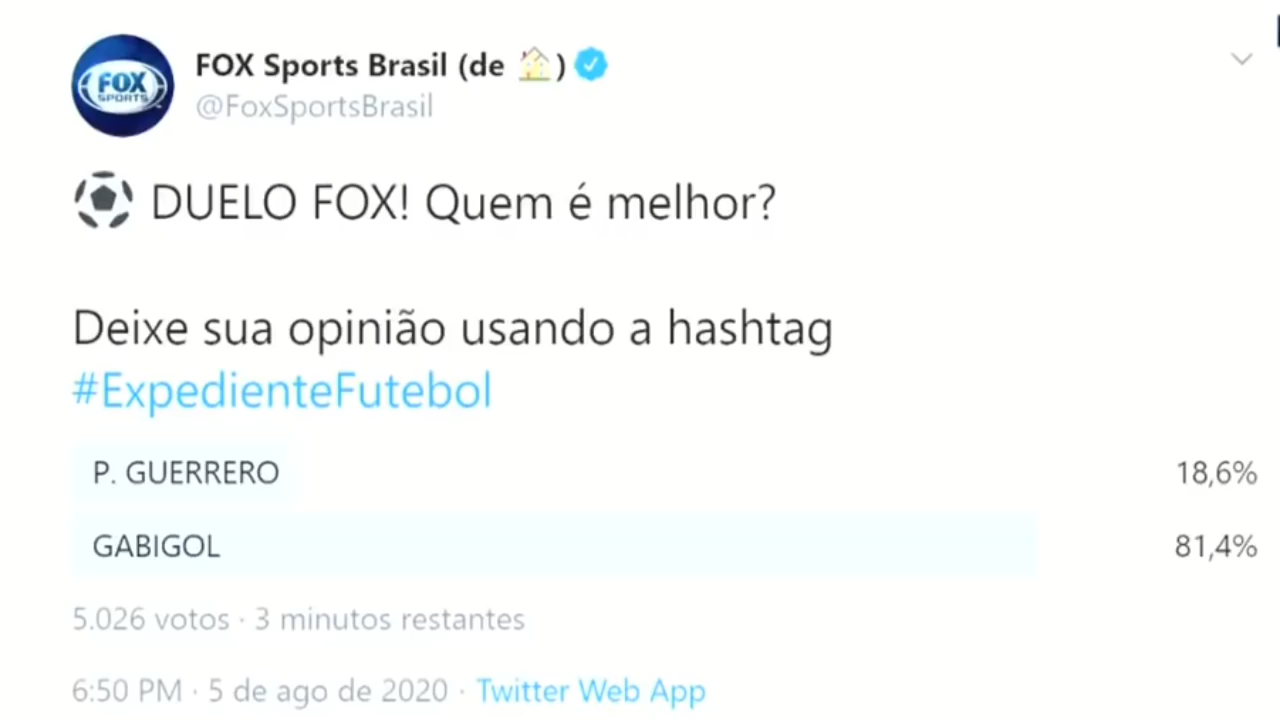 FOX Sports Brasil (de 🏠)
FOX
SPORTS
@FoxSportsBrasil
⚽ DUELO FOX! Quem é melhor?
Deixe sua opinião usando a hashtag
#ExpedienteFutebol
P. GUERRERO 18,6%
GABIGOL 81,4%
5.026 votos · 3 minutos restantes
6:50 PM · 5 de ago de 2020 · Twitter Web App